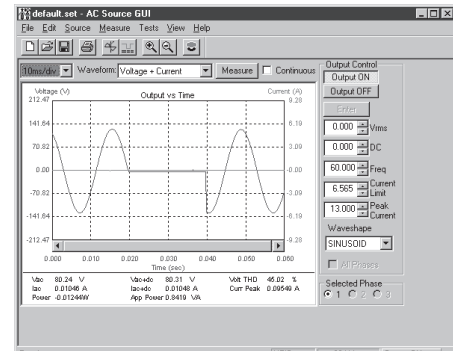 default.set - AC Source GUI
File Edit Source Measure Tests View Help
10ms/div Waveform: Voltage + Current Measure Continuous
Output Control
Output ON
Output OFF
Enter
0.000 Vrms
0.000 DC
60.000 Freq
6.565 Current Limit
13.000 Peak Current
Waveshape
SINUSOID
All Phases
Selected Phase
1 2 3
Voltage (V) Output vs Time Current (A)
212.47 9.28
141.64 6.19
70.82 3.09
0.00 -0.00
-70.82 -3.09
-141.64 -6.19
-212.47 -9.28
0.000 0.010 0.020 0.030 0.040 0.050 0.060
Time (sec)
Vac 80.24 V Vac+dc 80.31 V Volt THD 46.02 %
Iac 0.01046 A Iac+dc 0.01048 A Curr Peak 0.09549 A
Power -0.01244W App Power 0.8419 VA